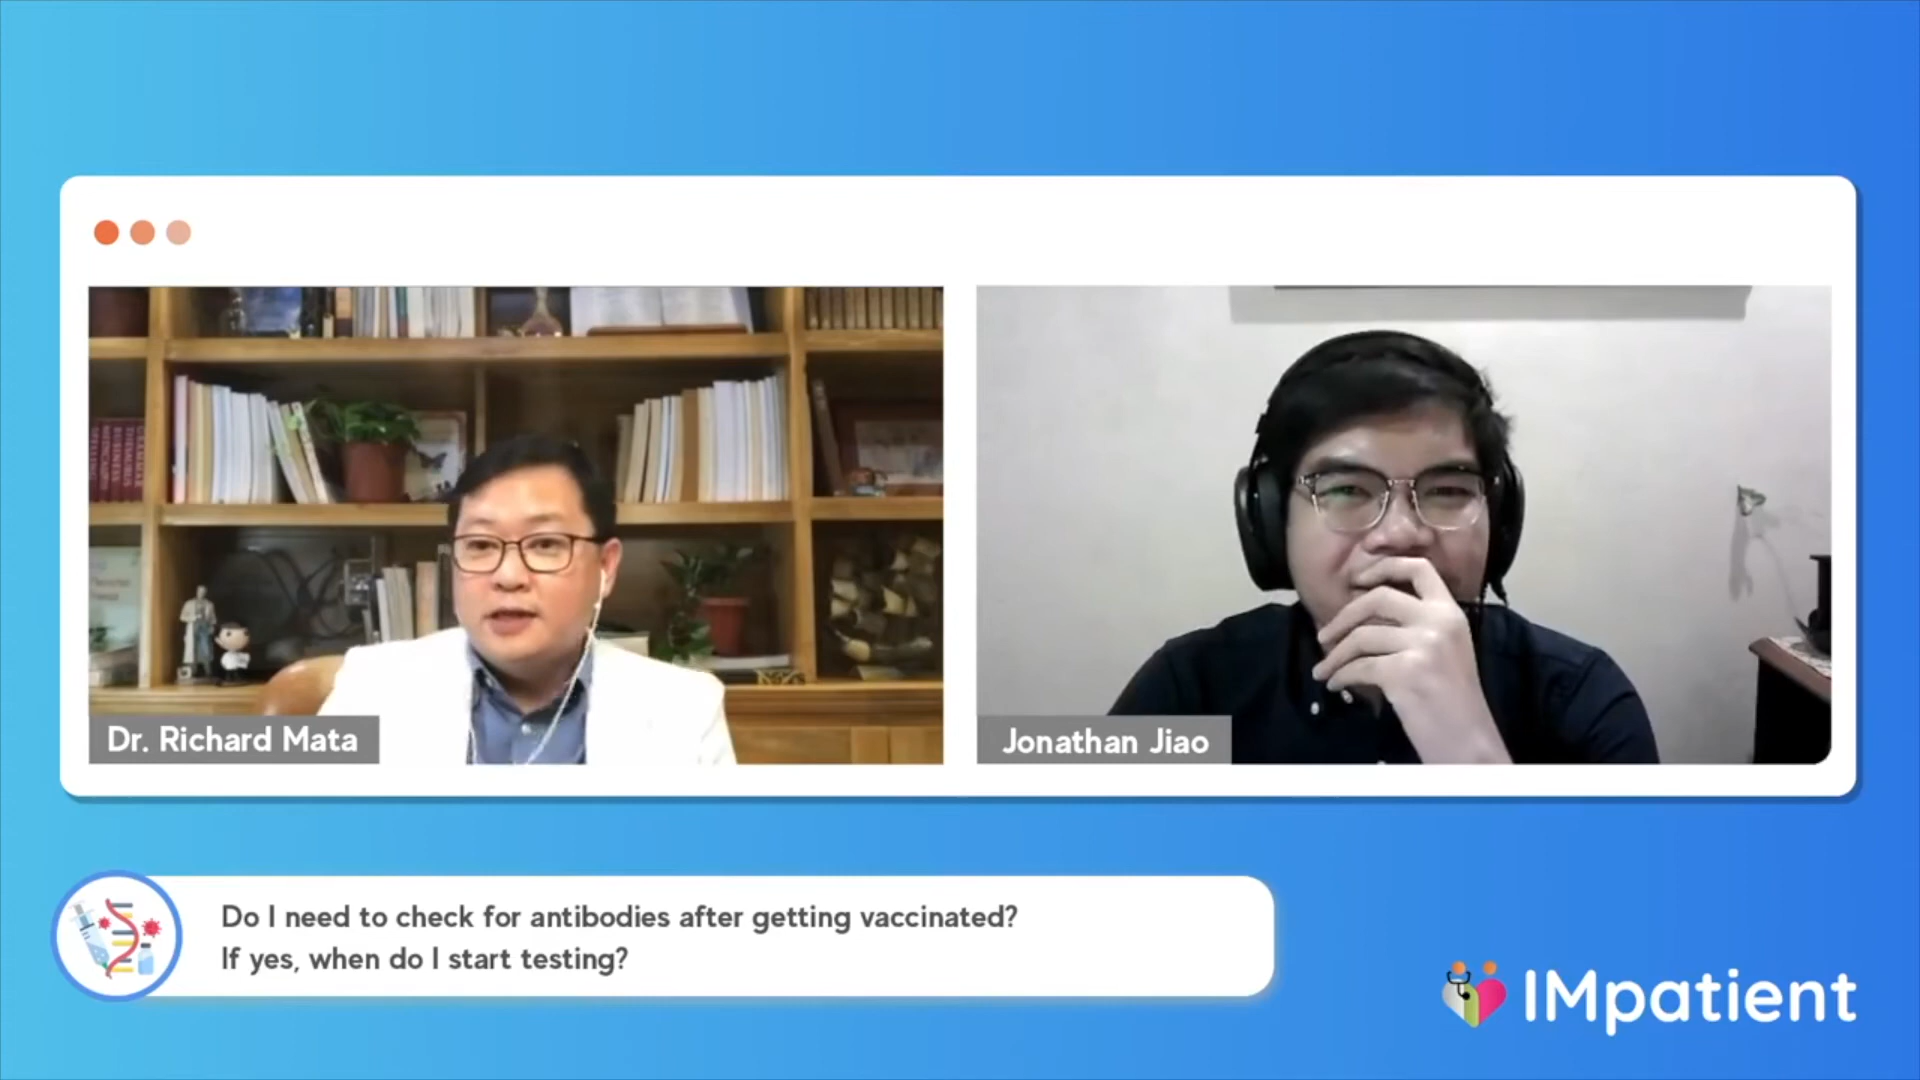 Dr. Richard Mata
Jonathan Jiao
Do I need to check for antibodies after getting vaccinated?
If yes, when do I start testing?
IMpatient